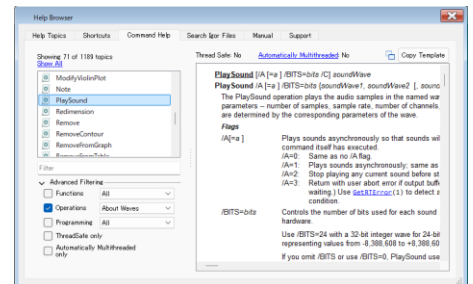 Help Browser
Help Topics Shortcuts Command Help Search Igor Files Manual Support
Showing 71 of 1189 topics
Show All
Thread Safe: No Automatically Multithreaded: No Copy Template
ModifyViolinPlot
Note
PlaySound
Redimension
Remove
RemoveContour
RemoveFromGraph
RemoveFromTable
Filter
Advanced Filtering
Functions All
Operations About Waves
Programming All
ThreadSafe only
Automatically Multithreaded
only
PlaySound [/A [=a ] /BITS=bits /C] soundWave
PlaySound /A [=a ] /BITS=bits {soundWave1, soundWave2 [, sounc
The PlaySound operation plays the audio samples in the named wav
parameters -- number of samples, sample rate, number of channels
are determined by the corresponding parameters of the wave.
Flags
/A[=a ] Plays sounds asynchronously so that sounds wil
command itself has executed.
/A=0: Same as no /A flag.
/A=1: Plays sounds asynchronously; same as
/A=2: Stop playing any current sound before st
/A=3: Return with user abort error if output buff
waiting.) Use GetRTError(1) to detect a
condition.
/BITS=bits Controls the number of bits used for each sound
hardware.
Use /BITS=24 with a 32-bit integer wave for 24-bit
representing values from -8,388,608 to +8,388,60
If you omit /BITS or use /BITS=0, PlaySound use